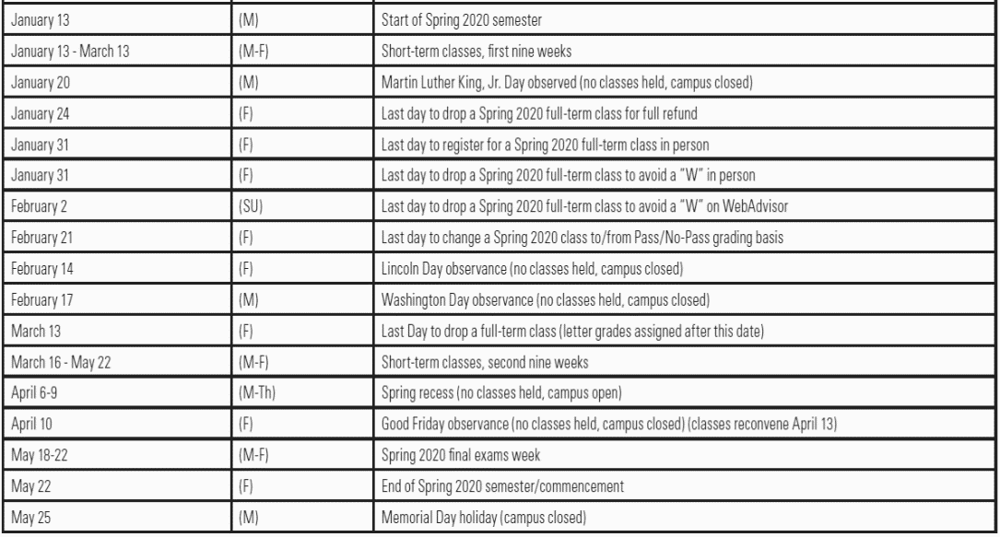 January 13 (M) Start of Spring 2020 semester
January 13 - March 13 (M-F) Short-term classes, first nine weeks
January 20 (M) Martin Luther King, Jr. Day observed (no classes held, campus closed)
January 24 (F) Last day to drop a Spring 2020 full-term class for full refund
January 31 (F) Last day to register for a Spring 2020 full-term class in person
January 31 (F) Last day to drop a Spring 2020 full-term class to avoid a "W" in person
February 2 (SU) Last day to drop a Spring 2020 full-term class to avoid a "W" on WebAdvisor
February 21 (F) Last day to change a Spring 2020 class to/from Pass/No-Pass grading basis
February 14 (F) Lincoln Day observance (no classes held, campus closed)
February 17 (M) Washington Day observance (no classes held, campus closed)
March 13 (F) Last Day to drop a full-term class (letter grades assigned after this date)
March 16 - May 22 (M-F) Short-term classes, second nine weeks
April 6-9 (M-Th) Spring recess (no classes held, campus open)
April 10 (F) Good Friday observance (no classes held, campus closed) (classes reconvene April 13)
May 18-22 (M-F) Spring 2020 final exams week
May 22 (F) End of Spring 2020 semester/commencement
May 25 (M) Memorial Day holiday (campus closed)